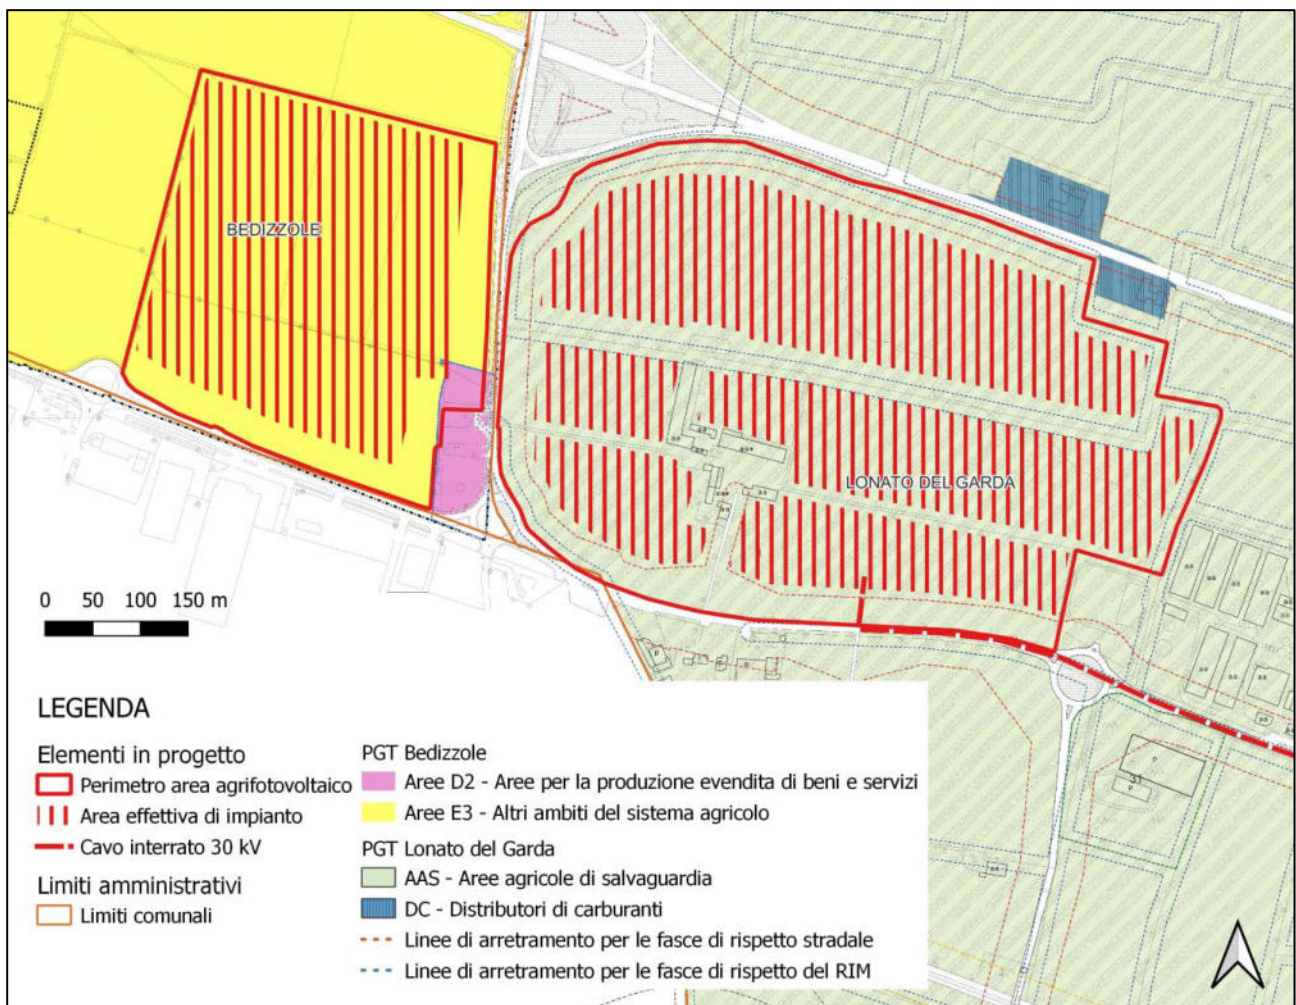 BEDIZZOLE
LONATO DEL GARDA
0 50 100 150 m
LEGENDA
Elementi in progetto
Perimetro area agrifotovoltaico
Area effettiva di impianto
Cavo interrato 30 kV
Limiti amministrativi
Limiti comunali
PGT Bedizzole
Aree D2 - Aree per la produzione evendita di beni e servizi
Aree E3 - Altri ambiti del sistema agricolo
PGT Lonato del Garda
AAS - Aree agricole di salvaguardia
DC - Distributori di carburanti
Linee di arretramento per le fasce di rispetto stradale
Linee di arretramento per le fasce di rispetto del RIM